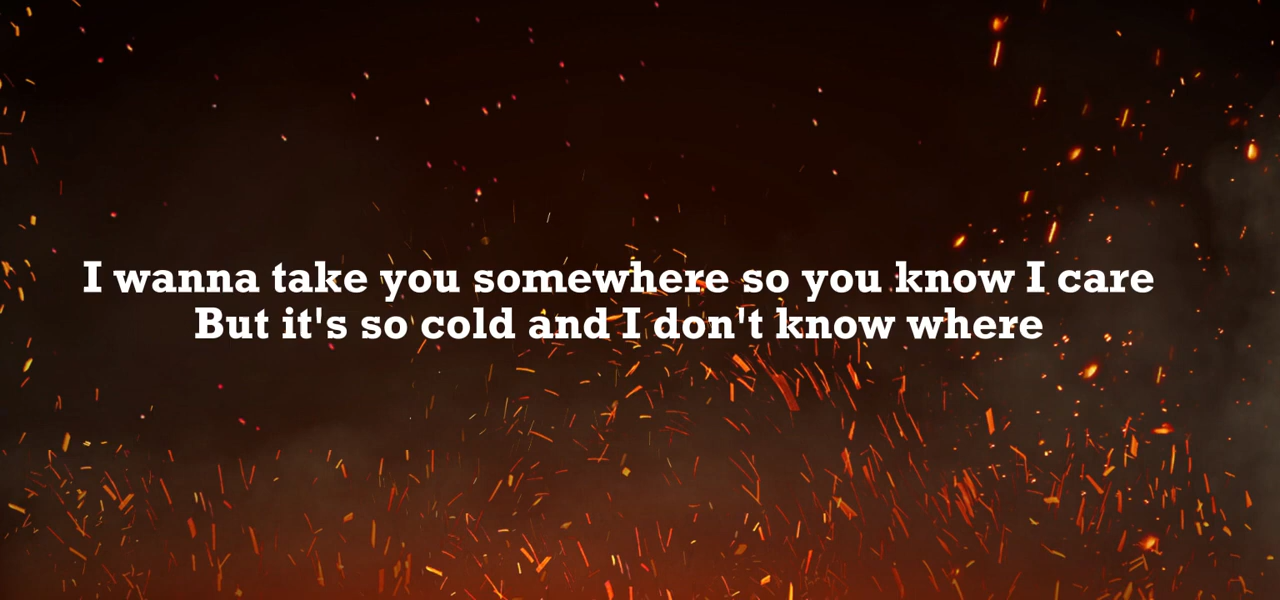 I wanna take you somewhere so you know I care
But it's so cold and I don't know where